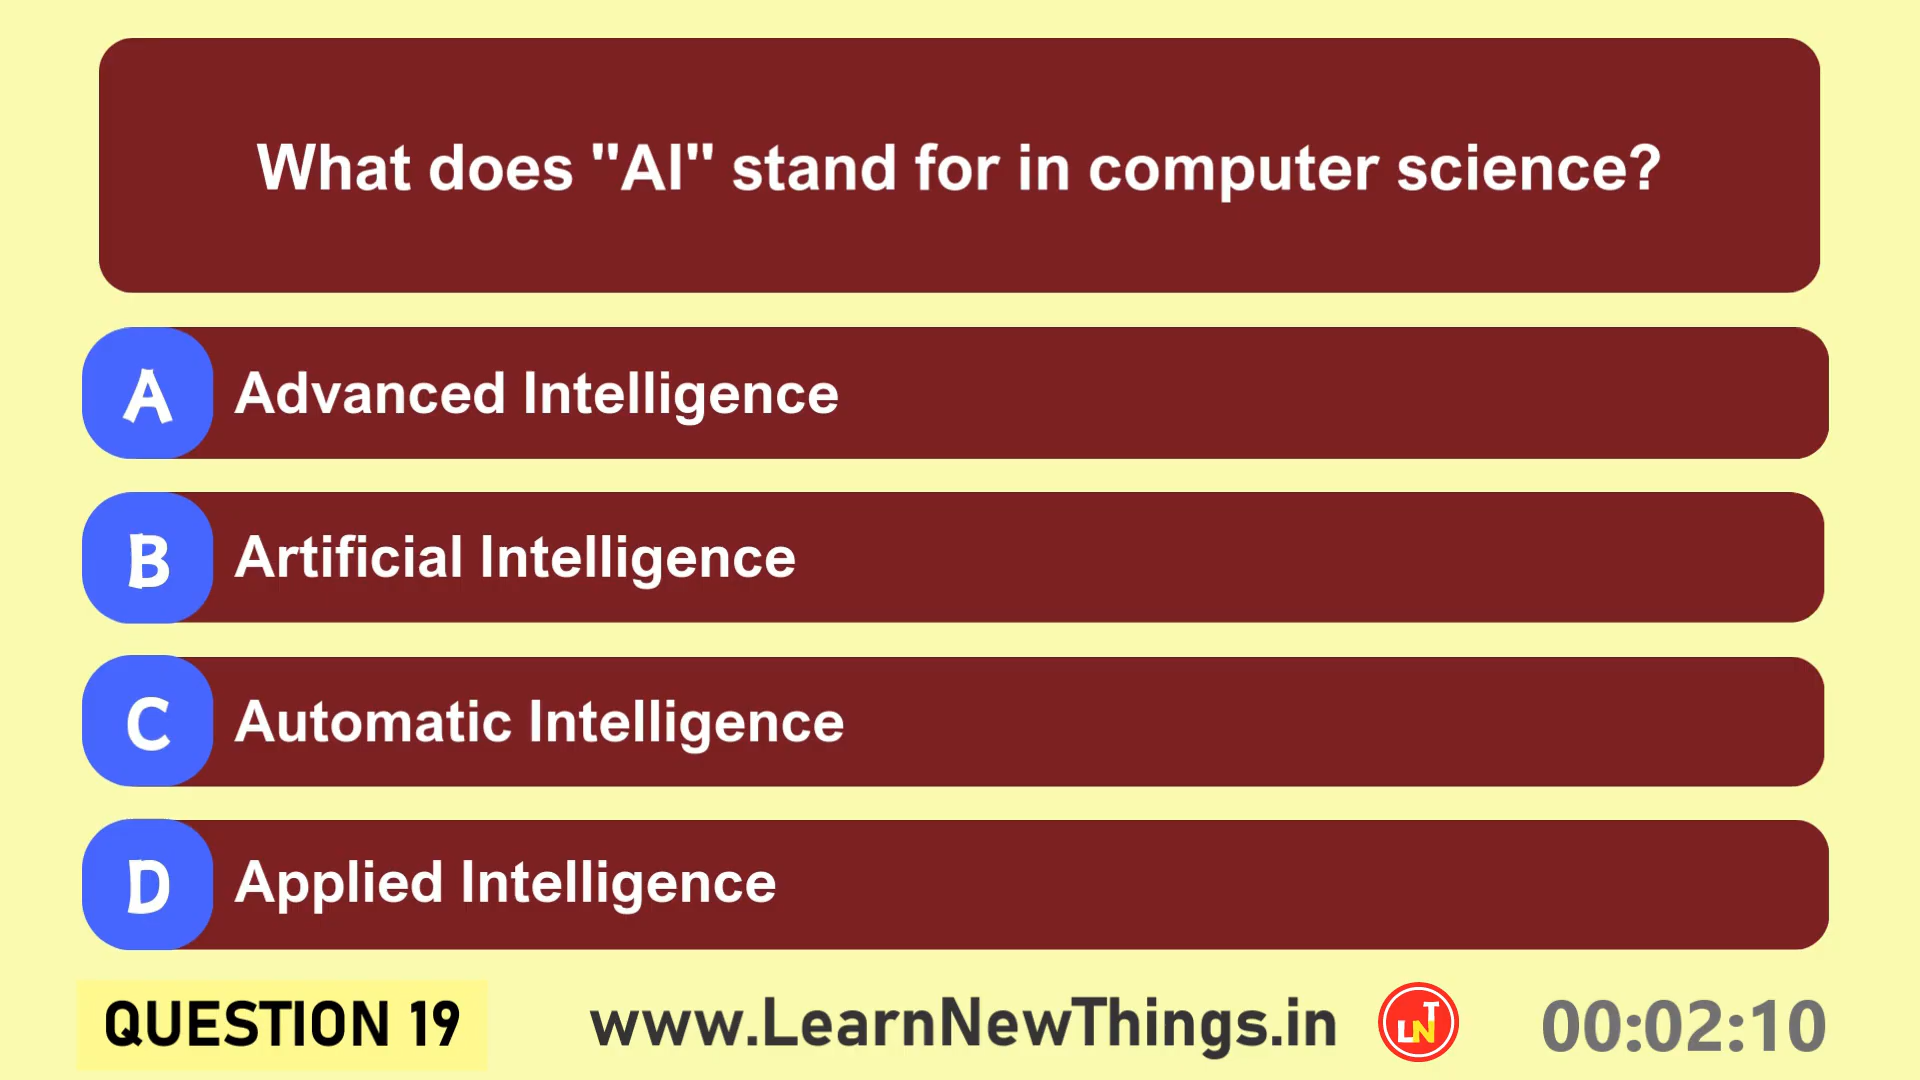 What does "AI" stand for in computer science?
A Advanced Intelligence
B Artificial Intelligence
C Automatic Intelligence
D Applied Intelligence
QUESTION 19 www.LearnNewThings.in LNT 00:02:10